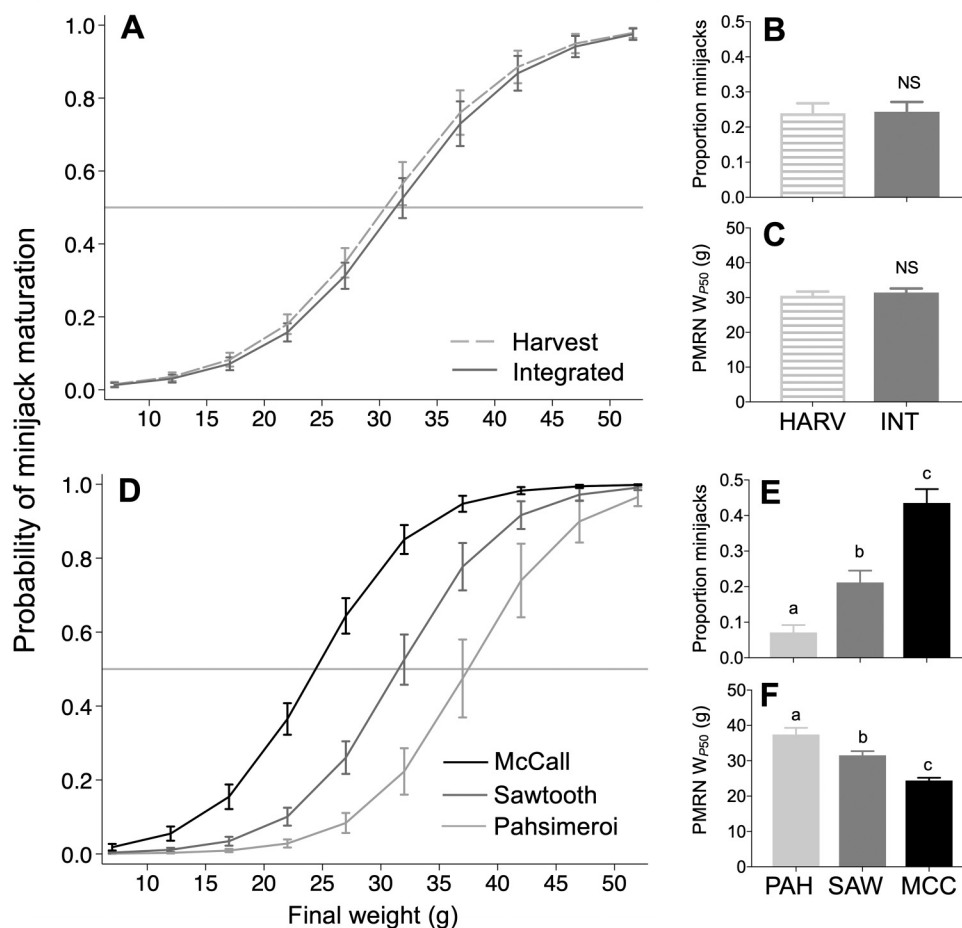 A
Probability of minijack maturation
1.0
0.8
0.6
0.4
0.2
0.0
Harvest
Integrated
10 15 20 25 30 35 40 45 50
B
Proportion minijacks
0.5
0.4
0.3
0.2
0.1
0.0
NS
C
PMRN W_P50 (g)
50
40
30
20
10
0
NS
HARV INT
D
1.0
0.8
0.6
0.4
0.2
0.0
McCall
Sawtooth
Pahsimeroi
10 15 20 25 30 35 40 45 50
Final weight (g)
E
Proportion minijacks
0.5
0.4
0.3
0.2
0.1
0.0
a
b
c
F
PMRN W_P50 (g)
50
40
30
20
10
0
a
b
c
PAH SAW MCC